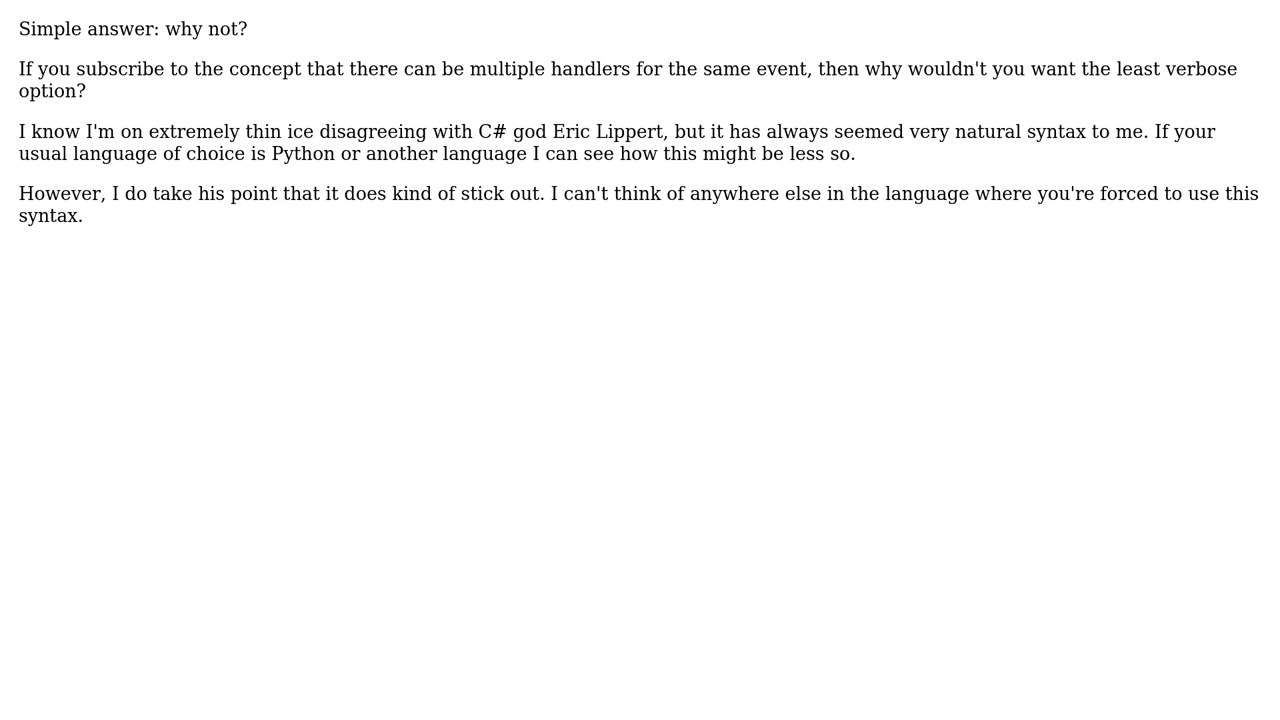 Simple answer: why not?
If you subscribe to the concept that there can be multiple handlers for the same event, then why wouldn't you want the least verbose
option?
I know I'm on extremely thin ice disagreeing with C# god Eric Lippert, but it has always seemed very natural syntax to me. If your
usual language of choice is Python or another language I can see how this might be less so.
However, I do take his point that it does kind of stick out. I can't think of anywhere else in the language where you're forced to use this
syntax.